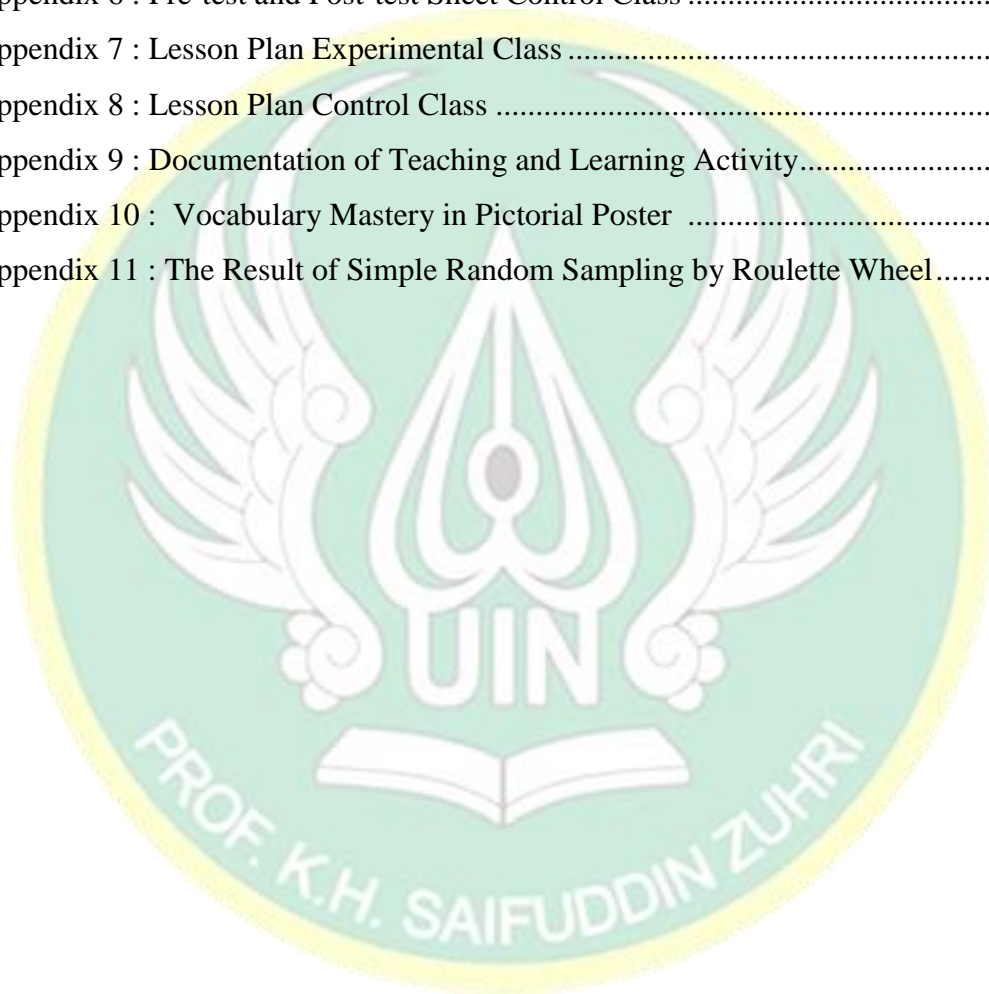 ppendix 6 : Pre-test and Post-test Sheet Control Class ......................................
ppendix 7 : Lesson Plan Experimental Class ......................................................
ppendix 8 : Lesson Plan Control Class ................................................................
ppendix 9 : Documentation of Teaching and Learning Activity........................
ppendix 10 :  Vocabulary Mastery in Pictorial Poster  ......................................
ppendix 11 : The Result of Simple Random Sampling by Roulette Wheel.......
UIN
PROF. K.H. SAIFUDDIN ZUHRI